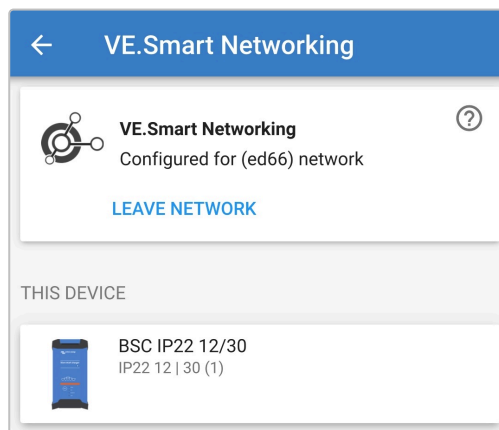 VE.Smart Networking
VE.Smart Networking
Configured for (ed66) network
LEAVE NETWORK
THIS DEVICE
BSC IP22 12/30
IP22 12 | 30 (1)